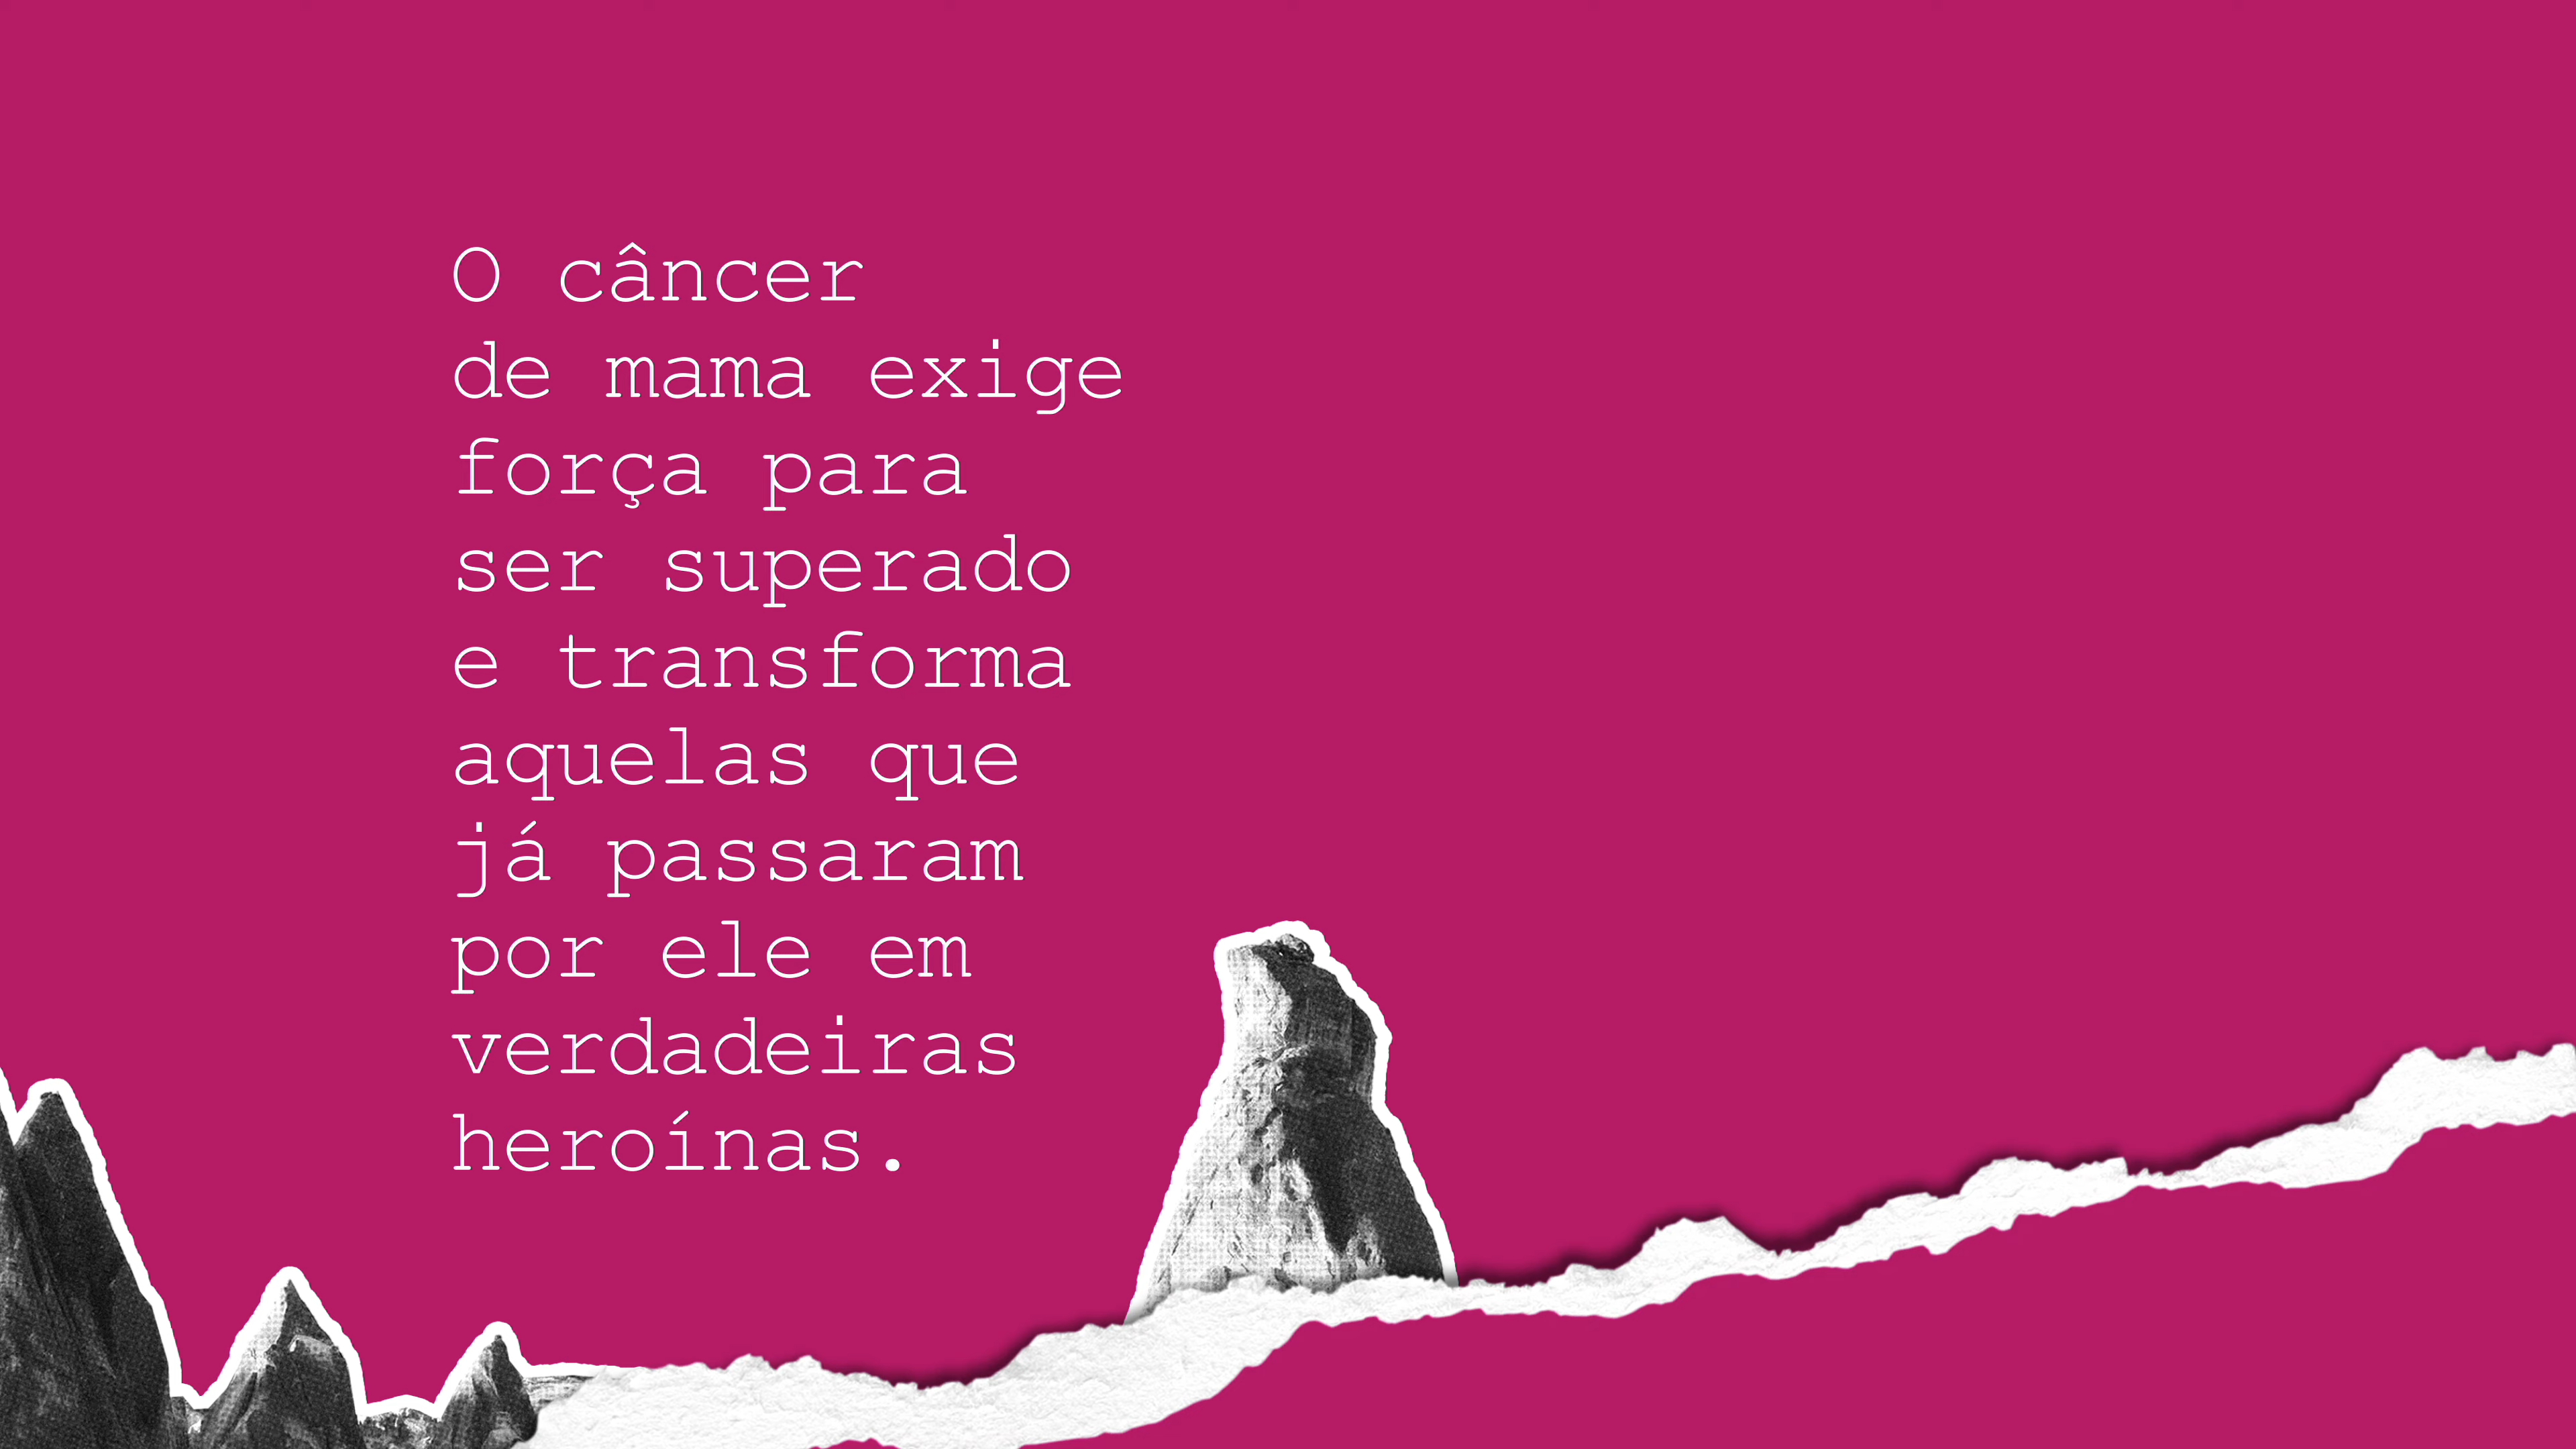 O câncer
de mama exige
força para
ser superado
e transforma
aquelas que
já passaram
por ele em
verdadeiras
heroínas.